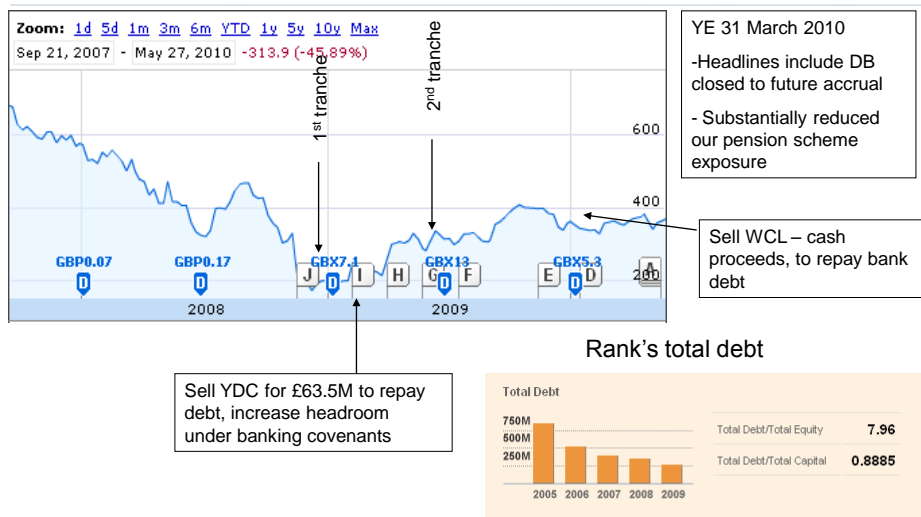 Zoom: 1d 5d 1m 3m 6m YTD 1y 5y 10y Max
Sep 21, 2007 - May 27, 2010 -313.9 (-45.89%)
1st tranche
2nd tranche
600
400
200
GBP0.07
GBP0.17
GBX7.1
GBX13
GBX5.3
D
D
D
D
D
J
I
H
G
F
E
D
A
2008
2009
YE 31 March 2010
-Headlines include DB
closed to future accrual
- Substantially reduced
our pension scheme
exposure
Sell WCL – cash
proceeds, to repay bank
debt
Sell YDC for £63.5M to repay
debt, increase headroom
under banking covenants
Rank's total debt
Total Debt
750M
500M
250M
2005 2006 2007 2008 2009
Total Debt/Total Equity 7.96
Total Debt/Total Capital 0.8885